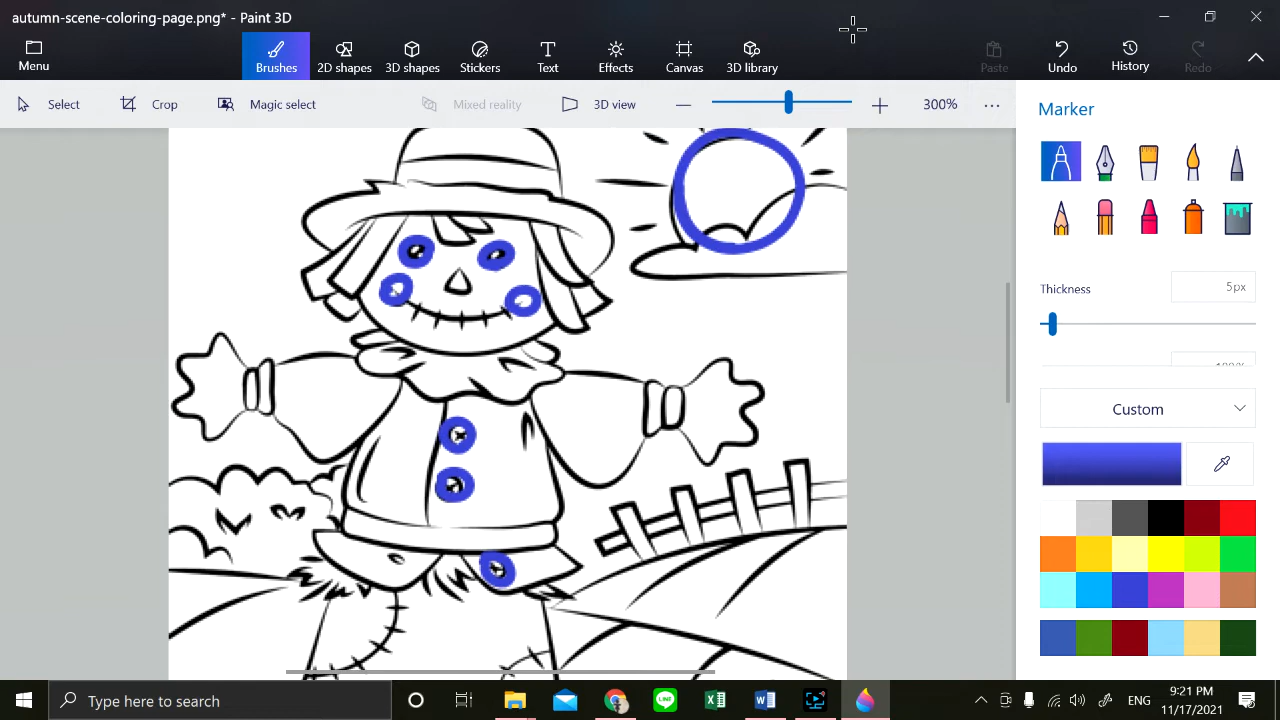 autumn-scene-coloring-page.png* - Paint 3D
Menu
Brushes
2D shapes
3D shapes
Stickers
Text
Effects
Canvas
3D library
Paste
Undo
History
Redo
Select
Crop
Magic select
Mixed reality
3D view
300%
Marker
Thickness
5px
Custom
Type here to search
ENG
9:21 PM
11/17/2021